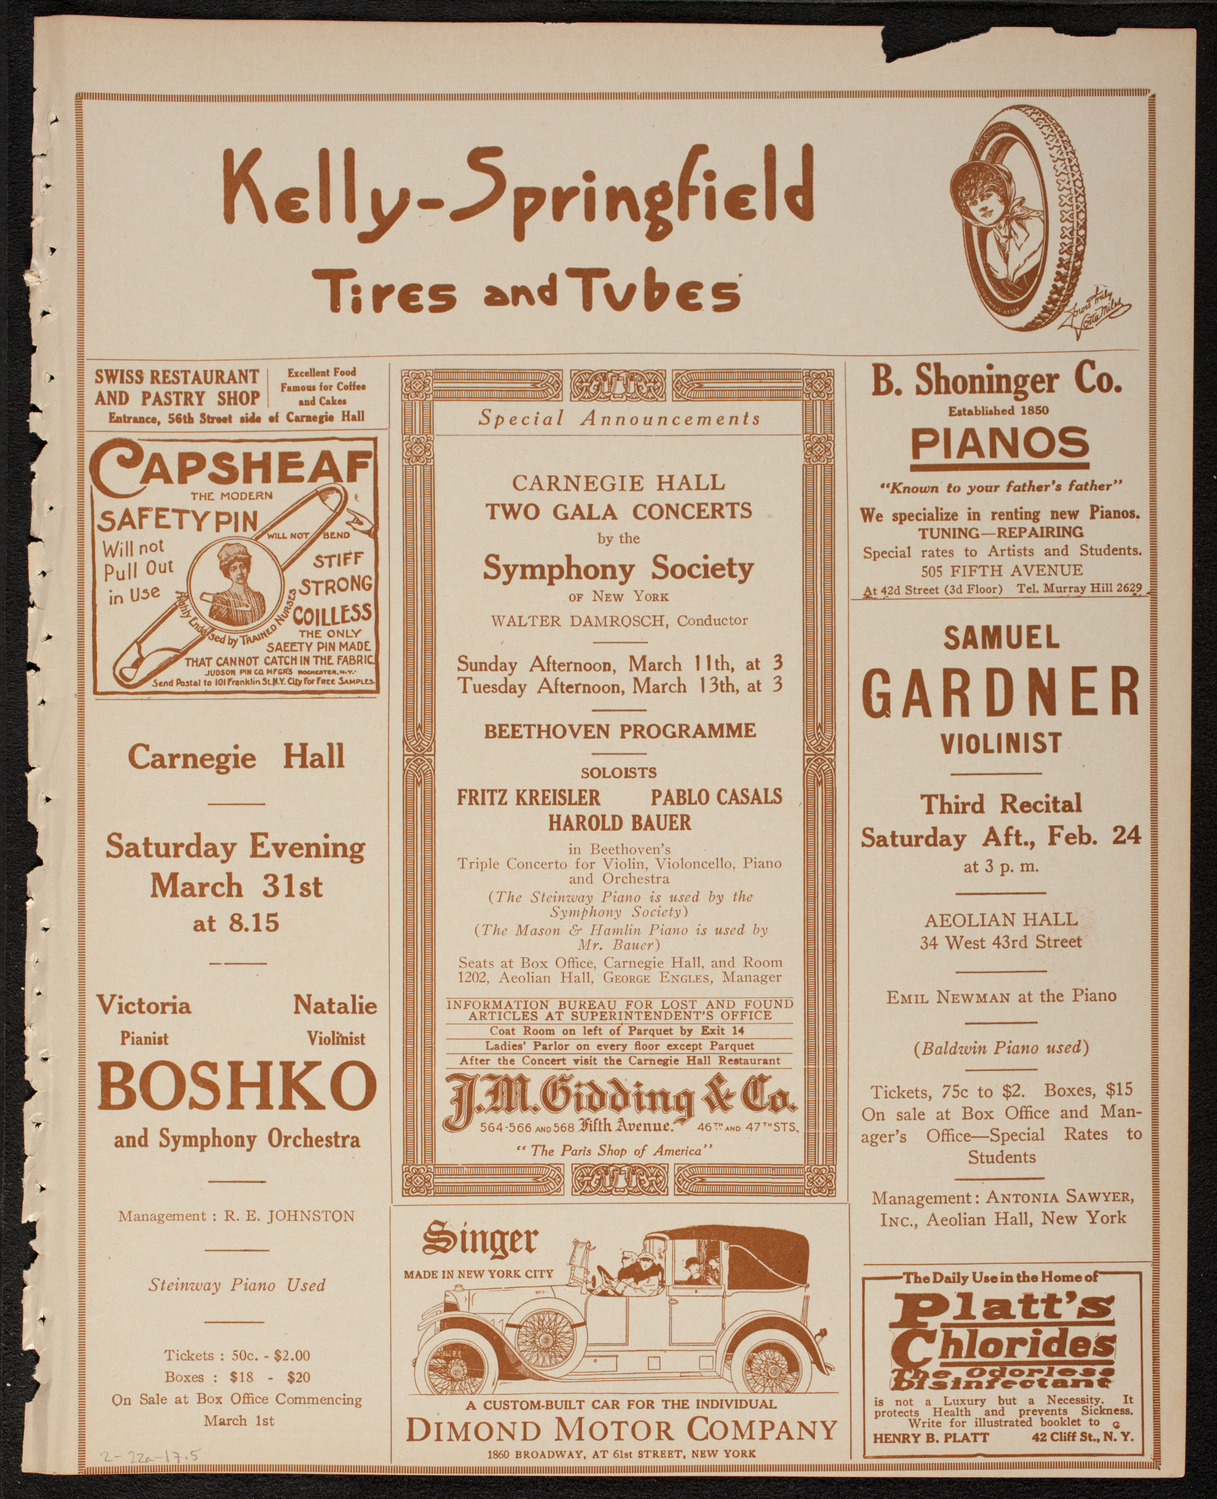 Kelly-Springfield
Tires and Tubes
Yours truly
Lotta Miles
SWISS RESTAURANT
AND PASTRY SHOP
Excellent Food
Famous for Coffee
and Cakes
Entrance, 56th Street side of Carnegie Hall
CAPSHEAF
THE MODERN
SAFETY PIN
WILL NOT BEND
Will not
Pull Out
in Use
STIFF
STRONG
COILLESS
Highly Endorsed by TRAINED NURSES
THE ONLY
SAFETY PIN MADE
THAT CANNOT CATCH IN THE FABRIC.
JUDSON PIN CO. MFGRS ROCHESTER, N.Y.
Send Postal to 101 Franklin St. N.Y. City for FREE SAMPLES.
Carnegie Hall
Saturday Evening
March 31st
at 8.15
Victoria Natalie
Pianist Violinist
BOSHKO
and Symphony Orchestra
Management : R. E. JOHNSTON
Steinway Piano Used
Tickets : 50c. - $2.00
Boxes : $18 - $20
On Sale at Box Office Commencing
March 1st
2-22a-17.5
Special Announcements
CARNEGIE HALL
TWO GALA CONCERTS
by the
Symphony Society
OF NEW YORK
WALTER DAMROSCH, Conductor
Sunday Afternoon, March 11th, at 3
Tuesday Afternoon, March 13th, at 3
BEETHOVEN PROGRAMME
SOLOISTS
FRITZ KREISLER PABLO CASALS
HAROLD BAUER
in Beethoven's
Triple Concerto for Violin, Violoncello, Piano
and Orchestra
(The Steinway Piano is used by the
Symphony Society)
(The Mason & Hamlin Piano is used by
Mr. Bauer)
Seats at Box Office, Carnegie Hall, and Room
1202, Aeolian Hall, GEORGE ENGLES, Manager
INFORMATION BUREAU FOR LOST AND FOUND
ARTICLES AT SUPERINTENDENT'S OFFICE
Coat Room on left of Parquet by Exit 14
Ladies' Parlor on every floor except Parquet
After the Concert visit the Carnegie Hall Restaurant
J.M. Gidding & Co.
564-566 AND 568 Fifth Avenue. 46TH AND 47TH STS.
"The Paris Shop of America"
Singer
MADE IN NEW YORK CITY
A CUSTOM-BUILT CAR FOR THE INDIVIDUAL
DIMOND MOTOR COMPANY
1860 BROADWAY, AT 61st STREET, NEW YORK
B. Shoninger Co.
Established 1850
PIANOS
"Known to your father's father"
We specialize in renting new Pianos.
TUNING—REPAIRING
Special rates to Artists and Students.
505 FIFTH AVENUE
At 42d Street (3d Floor) Tel. Murray Hill 2629
SAMUEL
GARDNER
VIOLINIST
Third Recital
Saturday Aft., Feb. 24
at 3 p. m.
AEOLIAN HALL
34 West 43rd Street
EMIL NEWMAN at the Piano
(Baldwin Piano used)
Tickets, 75c to $2. Boxes, $15
On sale at Box Office and Man-
ager's Office—Special Rates to
Students
Management: ANTONIA SAWYER,
INC., Aeolian Hall, New York
The Daily Use in the Home of
Platt's
Chlorides
The Odorless
Disinfectant
is not a Luxury but a Necessity. It
protects Health and prevents Sickness.
Write for illustrated booklet to G
HENRY B. PLATT 42 Cliff St., N. Y.